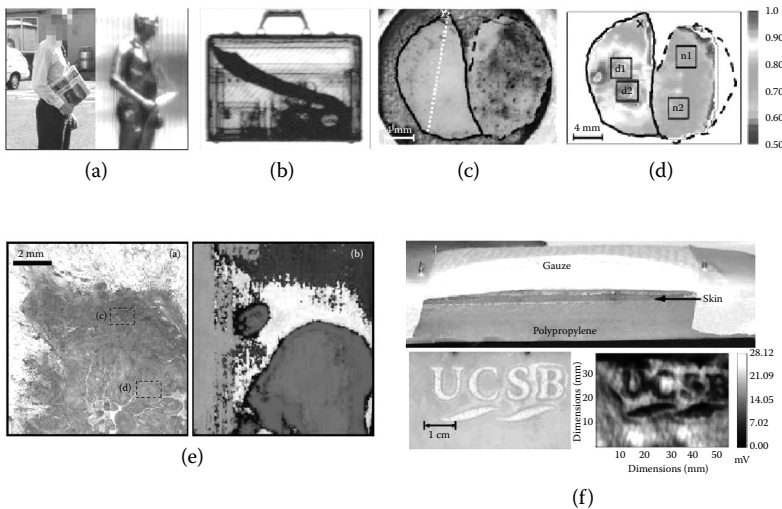 (a)
(b)
4 mm
(c)
×
d1
d2
n1
n2
4 mm
1.0
0.90
0.80
0.70
0.60
0.50
(d)
2 mm
(a)
(c)
(d)
(b)
(e)
Gauze
Skin
Polypropylene
UCSB
1 cm
Dimensions (mm)
30
20
10
UCSB
10 20 30 40 50
Dimensions (mm)
28.12
21.09
14.05
7.02
0.00
mV
(f)